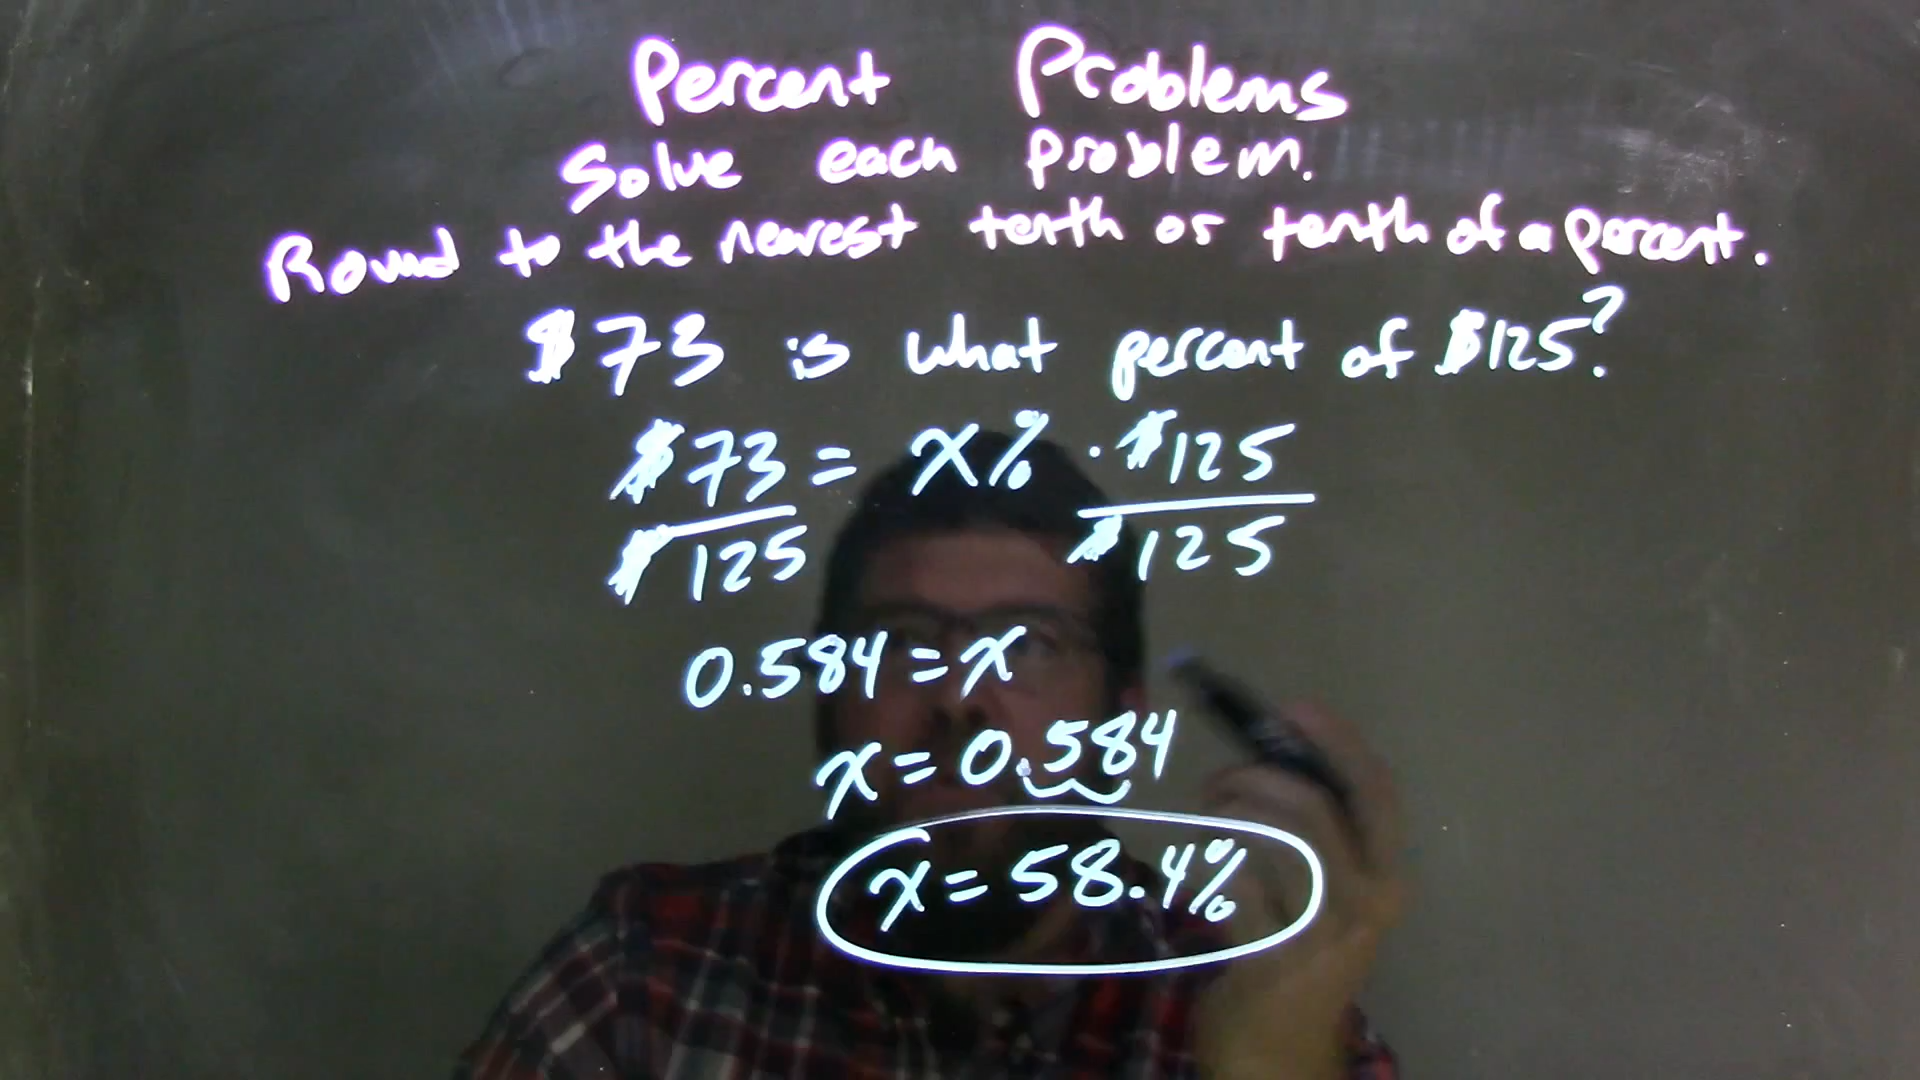 Percent Problems
Solve each problem.
Round to the nearest tenth or tenth of a percent.
$73 is what percent of $125?
$73 = x% · $125
$125 $125
0.584 = x
x = 0.584
x = 58.4%